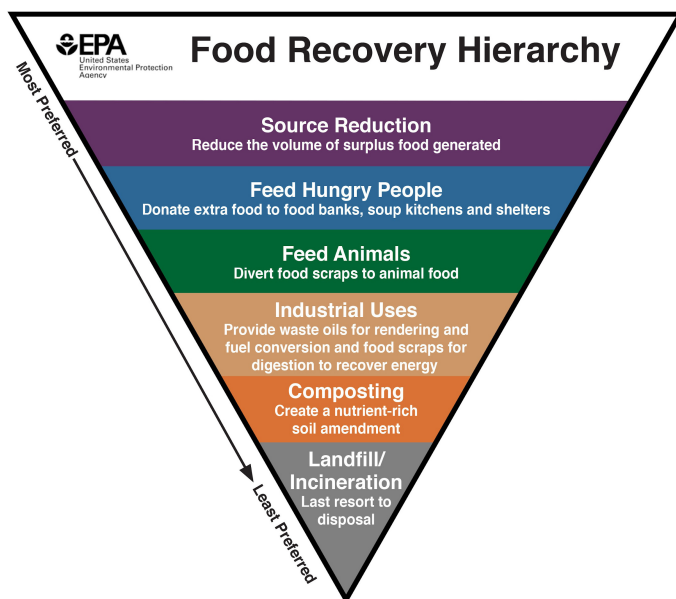 EPA
United States
Environmental Protection
Agency
Food Recovery Hierarchy
Most Preferred
Source Reduction
Reduce the volume of surplus food generated
Feed Hungry People
Donate extra food to food banks, soup kitchens and shelters
Feed Animals
Divert food scraps to animal food
Industrial Uses
Provide waste oils for rendering and
fuel conversion and food scraps for
digestion to recover energy
Composting
Create a nutrient-rich
soil amendment
Landfill/
Incineration
Last resort to
disposal
Least Preferred